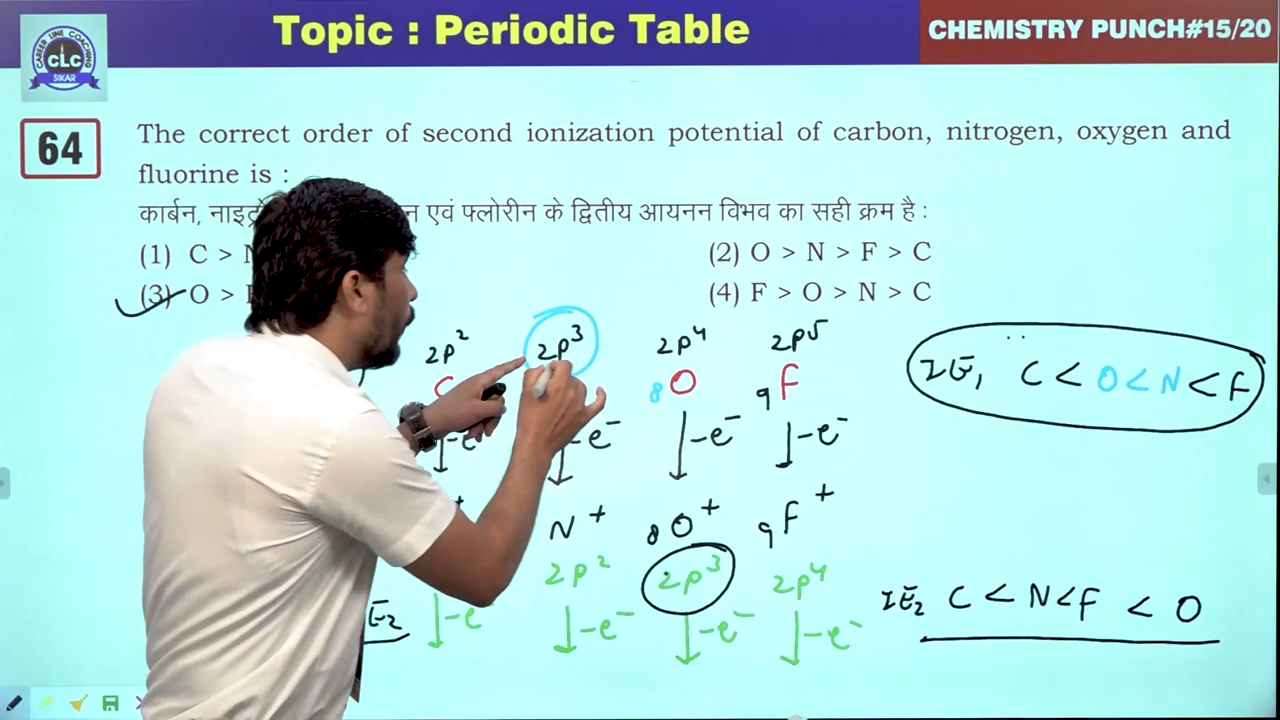 Topic : Periodic Table
CHEMISTRY PUNCH#15/20
CAREER LINE COACHING
CLC
SIKAR
64
The correct order of second ionization potential of carbon, nitrogen, oxygen and
fluorine is :
कार्बन, एवं फ्लोरीन के द्वितीय आयनन विभव का सही क्रम है :
(1) C >
(2) O > N > F > C
(3) O >
(4) F > O > N > C
2p² 2p³ 2p⁴ 2p⁵
C ₈O ₉F
IE₁ C < O < N < F
-e -e⁻ -e⁻ -e⁻
+ N⁺ ₈O⁺ ₉F⁺
2p² 2p³ 2p⁴
E₂ -e -e⁻ -e⁻ -e⁻
IE₂ C < N < F < O